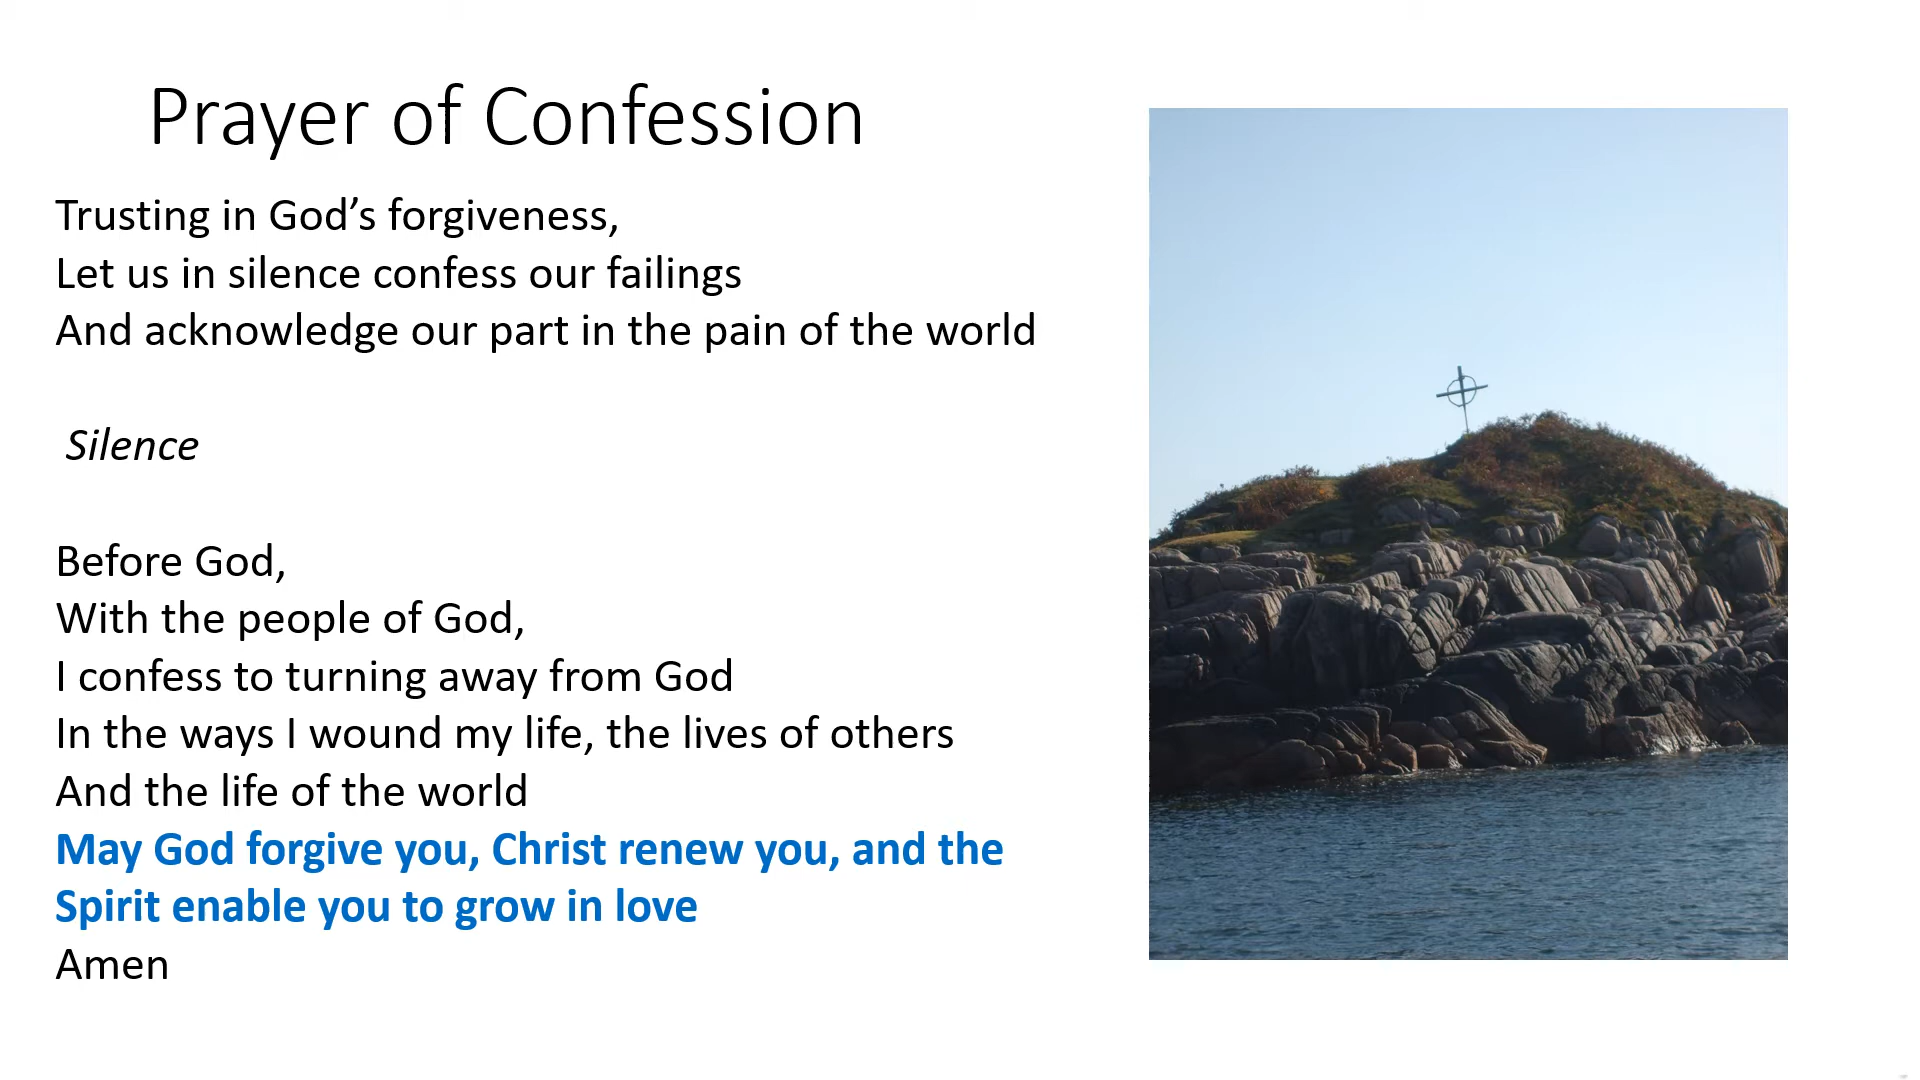 Prayer of Confession
Trusting in God’s forgiveness,
Let us in silence confess our failings
And acknowledge our part in the pain of the world
Silence
Before God,
With the people of God,
I confess to turning away from God
In the ways I wound my life, the lives of others
And the life of the world
May God forgive you, Christ renew you, and the
Spirit enable you to grow in love
Amen